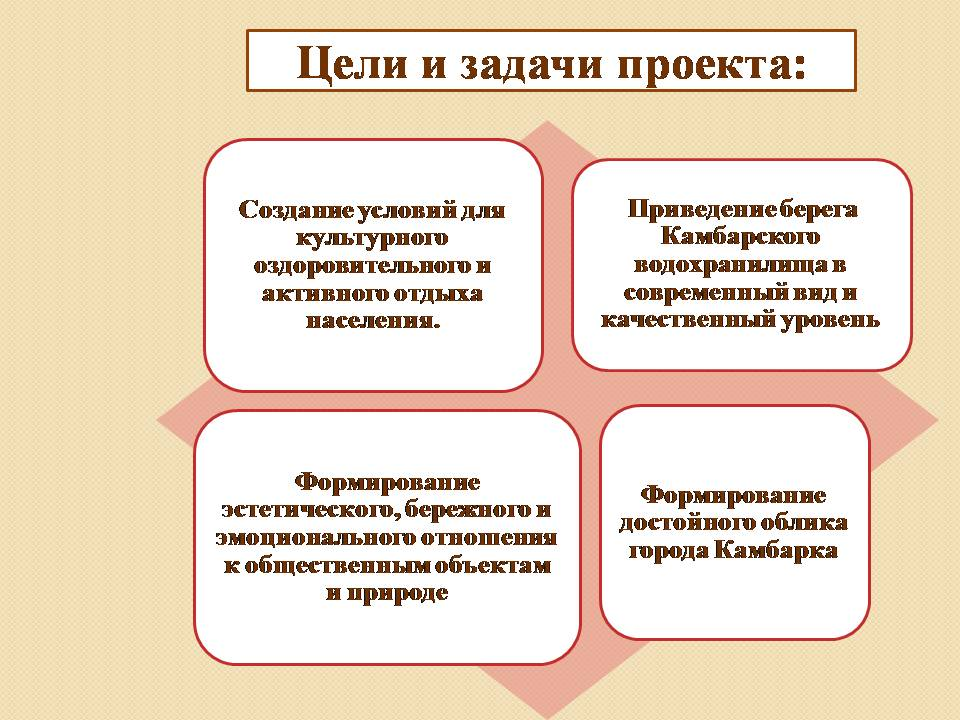 Цели и задачи проекта:
Создание условий для
культурного
оздоровительного и
активного отдыха
населения.
Приведение берега
Камбарского
водохранилища в
современный вид и
качественный уровень
Формирование
эстетического, бережного и
эмоционального отношения
к общественным объектам
и природе
Формирование
достойного облика
города Камбарка